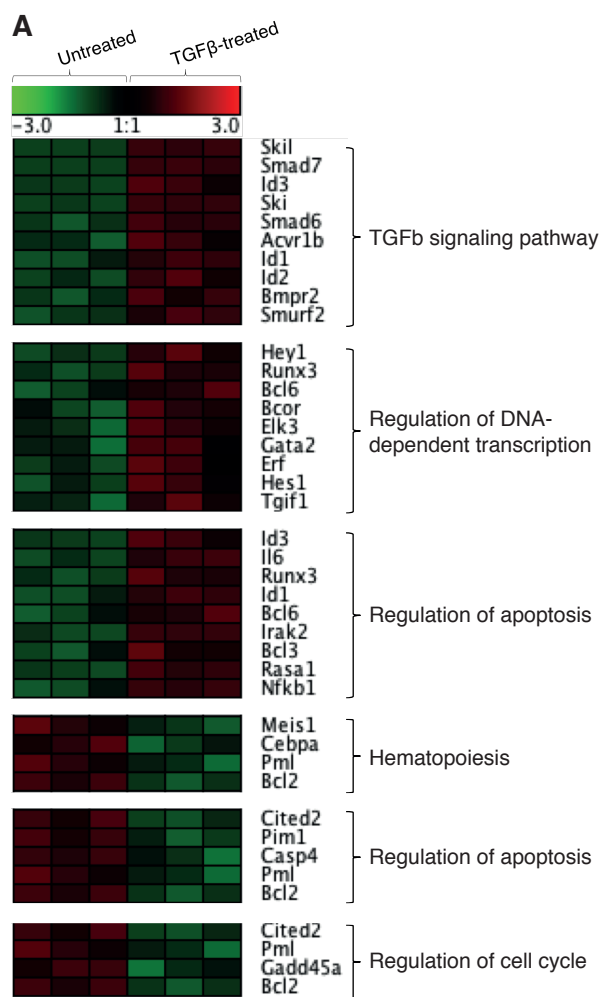 A
Untreated
TGFβ-treated
−3.0 1:1 3.0
Skil
Smad7
Id3
Ski
Smad6
Acvr1b
Id1
Id2
Bmpr2
Smurf2
TGFb signaling pathway
Hey1
Runx3
Bcl6
Bcor
Elk3
Gata2
Erf
Hes1
Tgif1
Regulation of DNA-
dependent transcription
Id3
Il6
Runx3
Id1
Bcl6
Irak2
Bcl3
Rasa1
Nfkb1
Regulation of apoptosis
Meis1
Cebpa
Pml
Bcl2
Hematopoiesis
Cited2
Pim1
Casp4
Pml
Bcl2
Regulation of apoptosis
Cited2
Pml
Gadd45a
Bcl2
Regulation of cell cycle